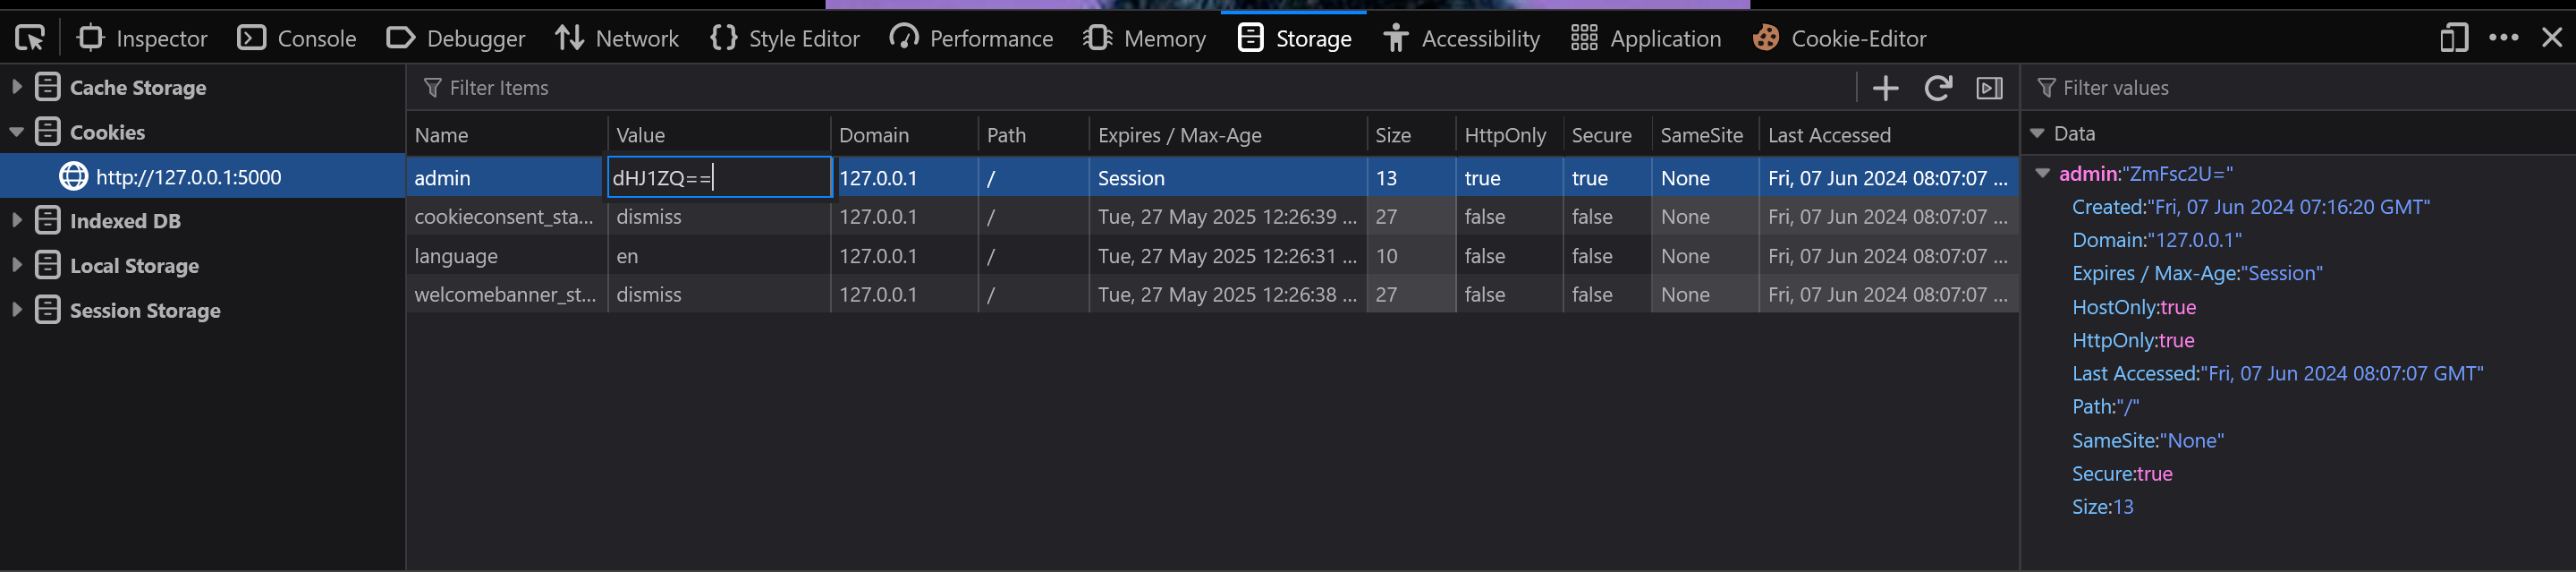 Inspector Console Debugger Network Style Editor Performance Memory Storage Accessibility Application Cookie-Editor
Cache Storage
Cookies
http://127.0.0.1:5000
Indexed DB
Local Storage
Session Storage
Filter Items
Name Value Domain Path Expires / Max-Age Size HttpOnly Secure SameSite Last Accessed
admin dHJ1ZQ== 127.0.0.1 / Session 13 true true None Fri, 07 Jun 2024 08:07:07 ...
cookieconsent_sta... dismiss 127.0.0.1 / Tue, 27 May 2025 12:26:39 ... 27 false false None Fri, 07 Jun 2024 08:07:07 ...
language en 127.0.0.1 / Tue, 27 May 2025 12:26:31 ... 10 false false None Fri, 07 Jun 2024 08:07:07 ...
welcomebanner_st... dismiss 127.0.0.1 / Tue, 27 May 2025 12:26:38 ... 27 false false None Fri, 07 Jun 2024 08:07:07 ...
Filter values
Data
admin:"ZmFsc2U="
Created:"Fri, 07 Jun 2024 07:16:20 GMT"
Domain:"127.0.0.1"
Expires / Max-Age:"Session"
HostOnly:true
HttpOnly:true
Last Accessed:"Fri, 07 Jun 2024 08:07:07 GMT"
Path:"/"
SameSite:"None"
Secure:true
Size:13